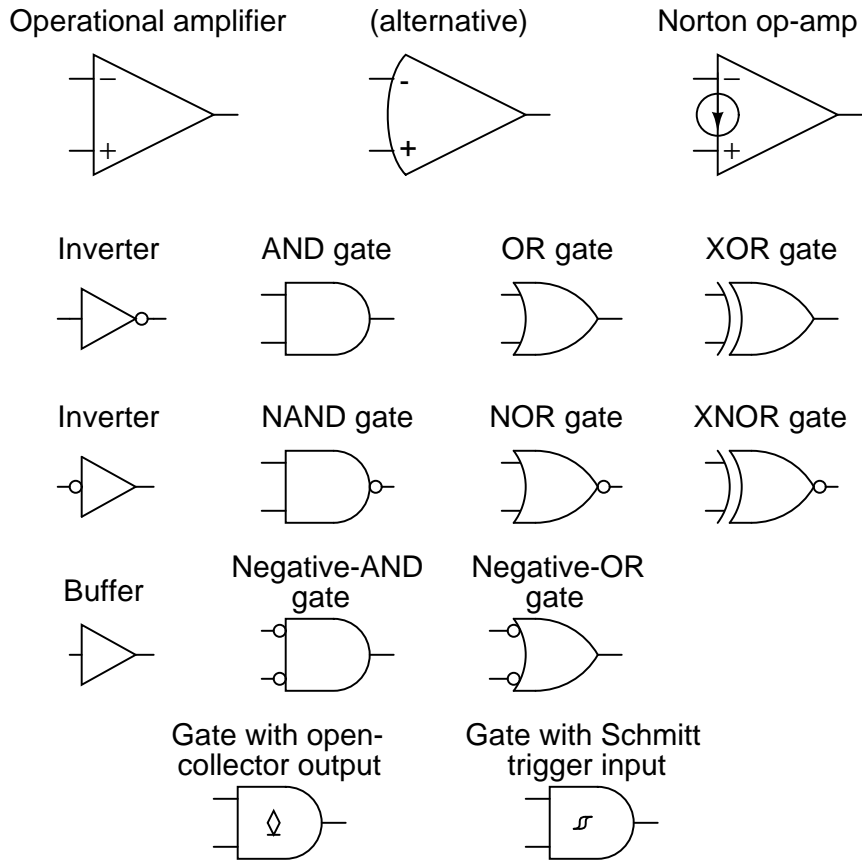 Operational amplifier (alternative) Norton op-amp
− - −
+ + +
Inverter AND gate OR gate XOR gate
Inverter NAND gate NOR gate XNOR gate
Buffer
Negative-AND
gate
Negative-OR
gate
Gate with open-
collector output
Gate with Schmitt
trigger input